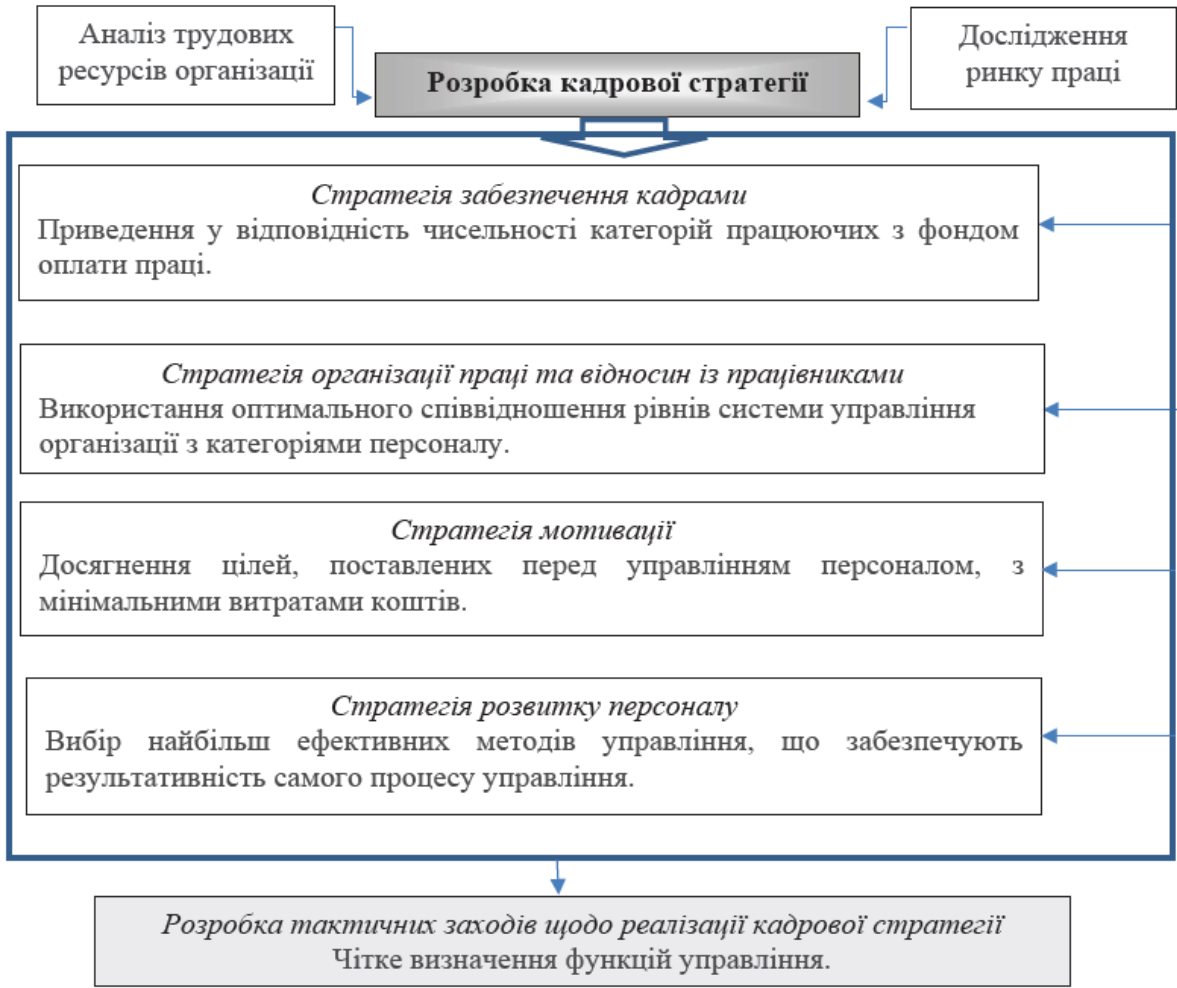 Аналіз трудових
ресурсів організації
Розробка кадрової стратегії
Дослідження
ринку праці
Стратегія забезпечення кадрами
Приведення у відповідність чисельності категорій працюючих з фондом
оплати праці.
Стратегія організації праці та відносин із працівниками
Використання оптимального співвідношення рівнів системи управління
організації з категоріями персоналу.
Стратегія мотивації
Досягнення цілей, поставлених перед управлінням персоналом, з
мінімальними витратами коштів.
Стратегія розвитку персоналу
Вибір найбільш ефективних методів управління, що забезпечують
результативність самого процесу управління.
Розробка тактичних заходів щодо реалізації кадрової стратегії
Чітке визначення функцій управління.